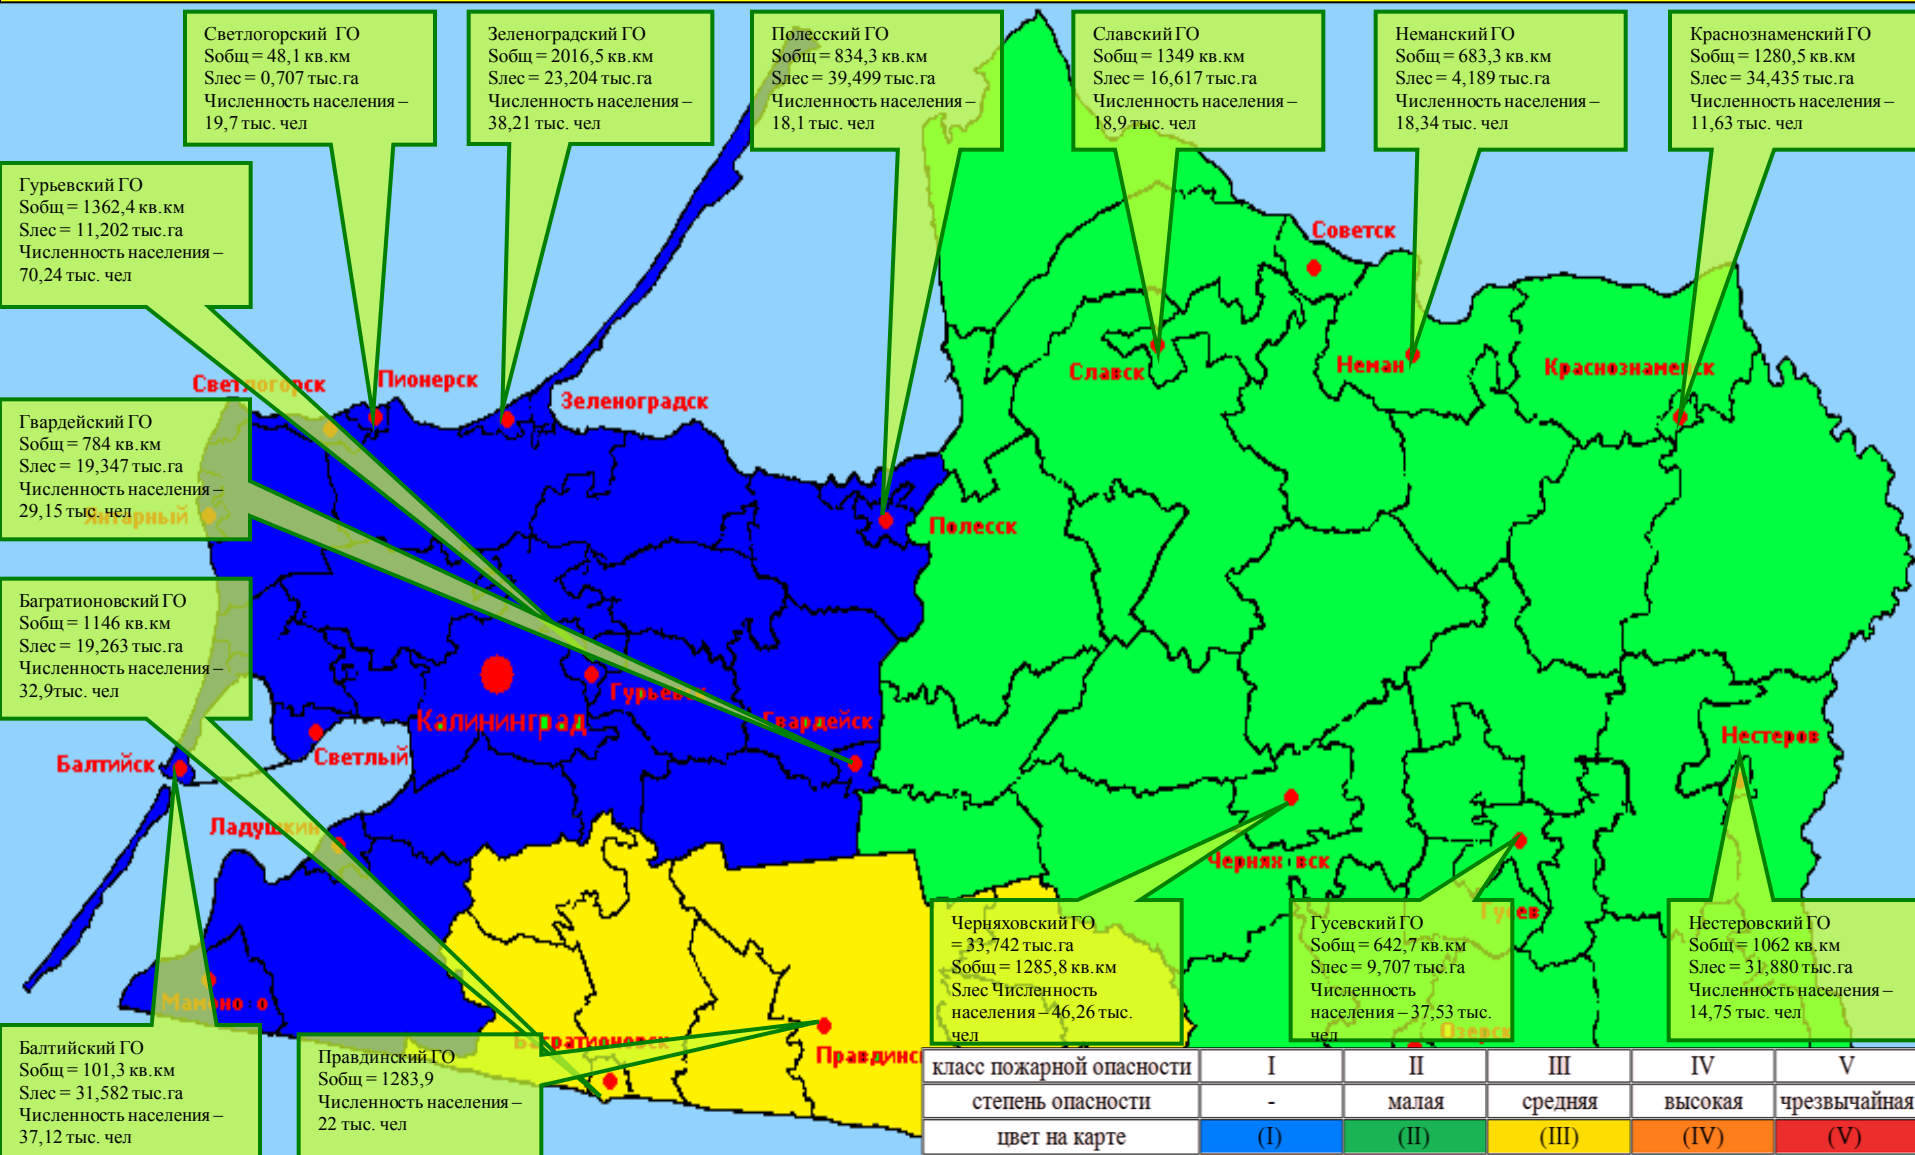 Светлогорский ГО
Sобщ = 48,1 кв.км
Sлес = 0,707 тыс.га
Численность населения –
19,7 тыс. чел
Зеленоградский ГО
Sобщ = 2016,5 кв.км
Sлес = 23,204 тыс.га
Численность населения –
38,21 тыс. чел
Полесский ГО
Sобщ = 834,3 кв.км
Sлес = 39,499 тыс.га
Численность населения –
18,1 тыс. чел
Славский ГО
Sобщ = 1349 кв.км
Sлес = 16,617 тыс.га
Численность населения –
18,9 тыс. чел
Неманский ГО
Sобщ = 683,3 кв.км
Sлес = 4,189 тыс.га
Численность населения –
18,34 тыс. чел
Краснознаменский ГО
Sобщ = 1280,5 кв.км
Sлес = 34,435 тыс.га
Численность населения –
11,63 тыс. чел
Гурьевский ГО
Sобщ = 1362,4 кв.км
Sлес = 11,202 тыс.га
Численность населения –
70,24 тыс. чел
Советск
Славск
Неман
Краснознаменск
Светлогорск
Пионерск
Зеленоградск
Гвардейский ГО
Sобщ = 784 кв.км
Sлес = 19,347 тыс.га
Численность населения –
29,15 тыс. чел
Янтарный
Полесск
Багратионовский ГО
Sобщ = 1146 кв.км
Sлес = 19,263 тыс.га
Численность населения –
32,9тыс. чел
Гурьевск
Калининград
Гвардейск
Нестеров
Балтийск
Светлый
Ладушкин
Черняховск
Гусев
Черняховский ГО
= 33,742 тыс.га
Sобщ = 1285,8 кв.км
Sлес Численность
населения – 46,26 тыс.
чел
Гусевский ГО
Sобщ = 642,7 кв.км
Sлес = 9,707 тыс.га
Численность
населения – 37,53 тыс.
чел
Нестеровский ГО
Sобщ = 1062 кв.км
Sлес = 31,880 тыс.га
Численность населения –
14,75 тыс. чел
Мамоно о
Озерск
Багратионовск
Правдинс
Балтийский ГО
Sобщ = 101,3 кв.км
Sлес = 31,582 тыс.га
Численность населения –
37,12 тыс. чел
Правдинский ГО
Sобщ = 1283,9
Численность населения –
22 тыс. чел
класс пожарной опасности I II III IV V
степень опасности - малая средняя высокая чрезвычайная
цвет на карте (I) (II) (III) (IV) (V)